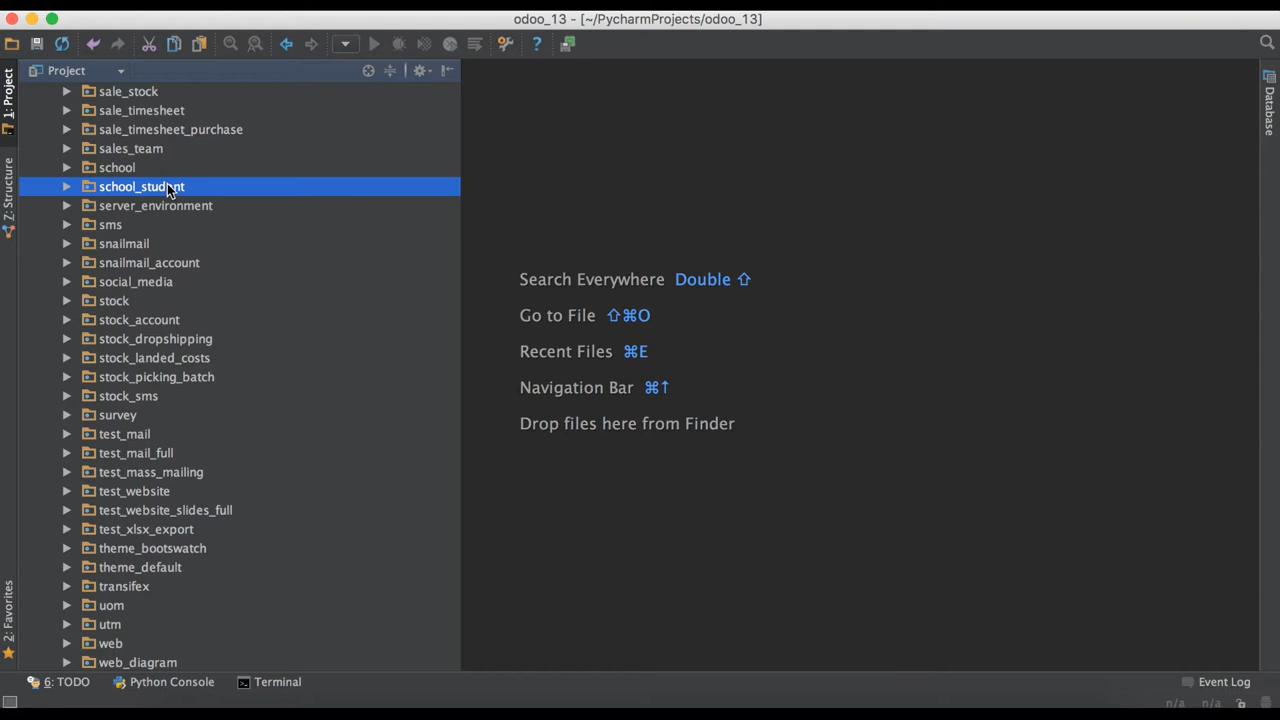 odoo_13 - [~/PycharmProjects/odoo_13]
Project
sale_stock
sale_timesheet
sale_timesheet_purchase
sales_team
school
school_student
server_environment
sms
snailmail
snailmail_account
social_media
stock
stock_account
stock_dropshipping
stock_landed_costs
stock_picking_batch
stock_sms
survey
test_mail
test_mail_full
test_mass_mailing
test_website
test_website_slides_full
test_xlsx_export
theme_bootswatch
theme_default
transifex
uom
utm
web
web_diagram
1: Project
Z: Structure
2: Favorites
Search Everywhere Double ⇧
Go to File ⇧⌘O
Recent Files ⌘E
Navigation Bar ⌘↑
Drop files here from Finder
Database
6: TODO
Python Console
Terminal
Event Log
n/a n/a